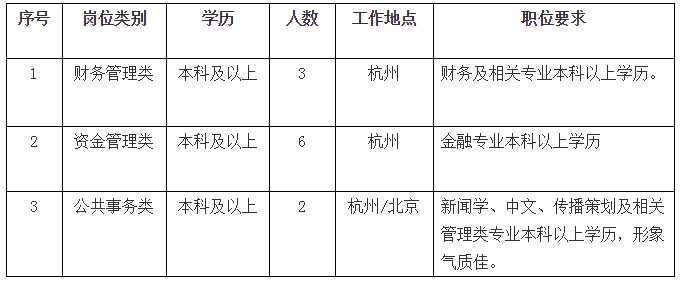 序号 岗位类别 学历 人数 工作地点 职位要求
1 财务管理类 本科及以上 3 杭州 财务及相关专业本科以上学历。
2 资金管理类 本科及以上 6 杭州 金融专业本科以上学历
3 公共事务类 本科及以上 2 杭州/北京 新闻学、中文、传播策划及相关
管理类专业本科以上学历，形象
气质佳。